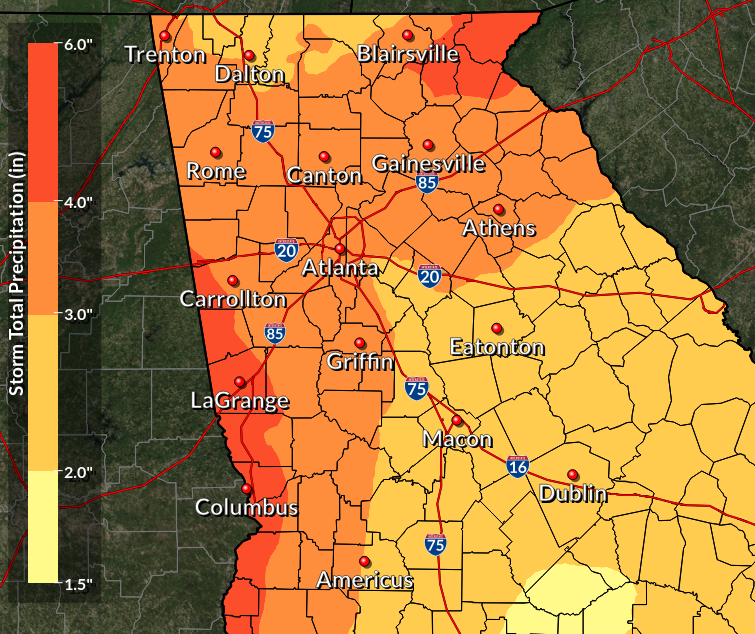 Storm Total Precipitation (in)
6.0"
4.0"
3.0"
2.0"
1.5"
Trenton
Dalton
Blairsville
75
Rome
Canton
Gainesville
85
Athens
20
Atlanta
20
Carrollton
85
Griffin
Eatonton
75
LaGrange
Macon
16
Dublin
Columbus
75
Americus